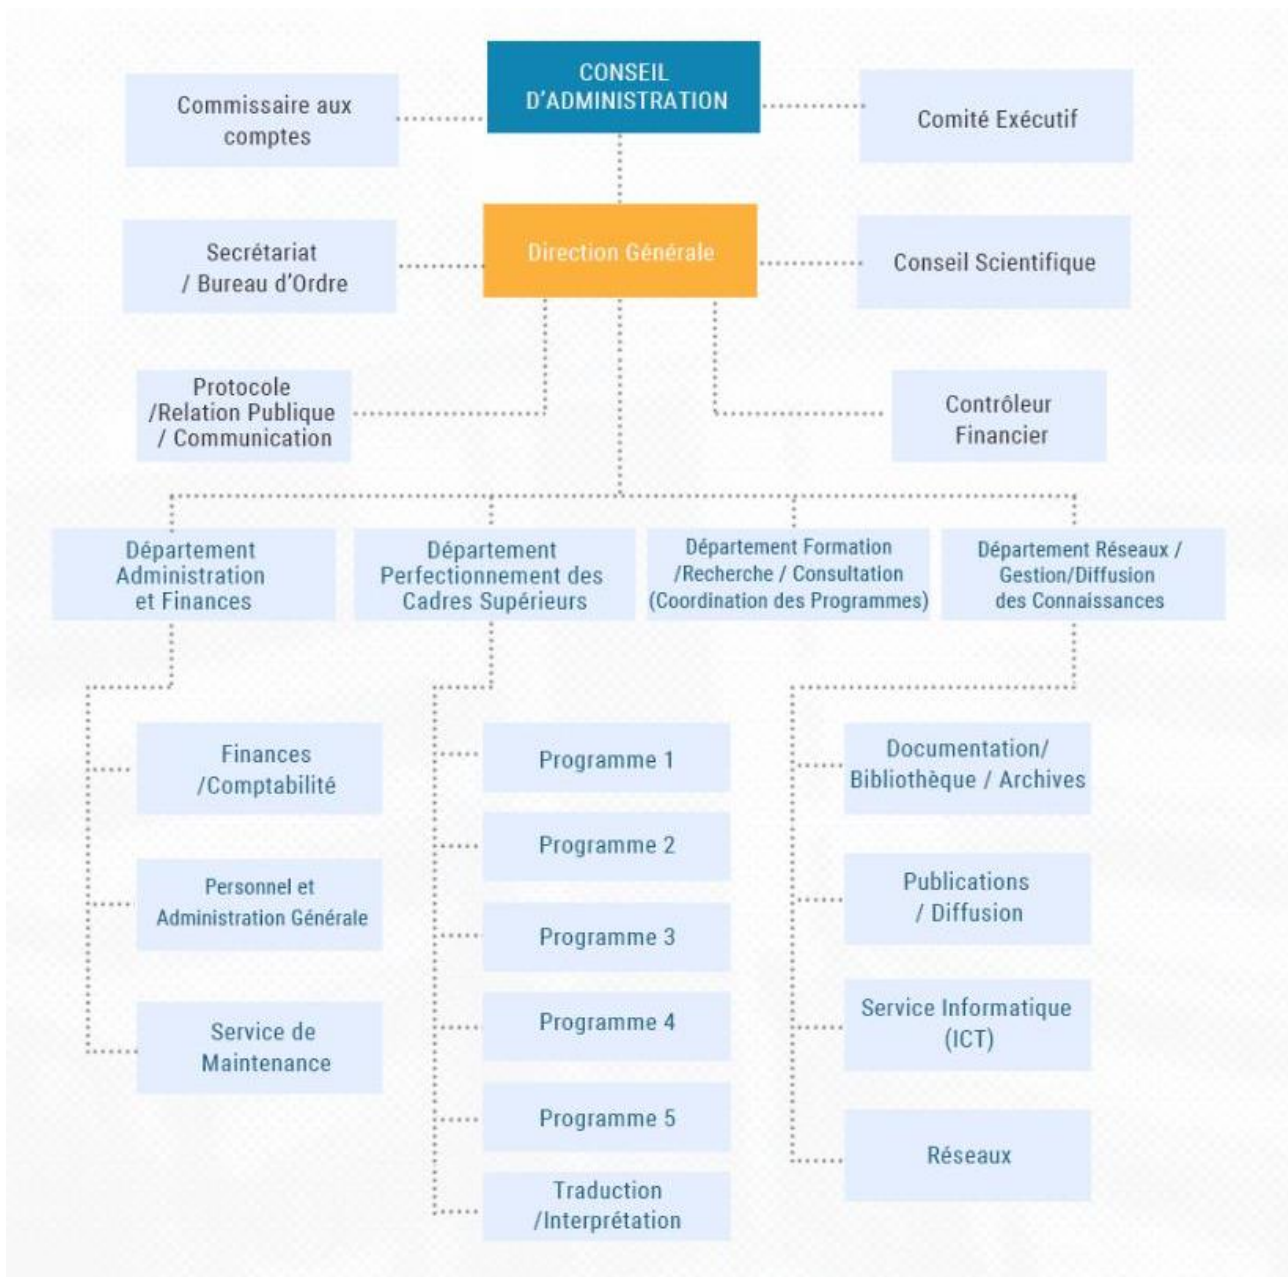 CONSEIL
D'ADMINISTRATION
Commissaire aux
comptes
Comité Exécutif
Direction Générale
Secrétariat
/ Bureau d'Ordre
Conseil Scientifique
Protocole
/Relation Publique
/ Communication
Contrôleur
Financier
Département
Administration
et Finances
Département
Perfectionnement des
Cadres Supérieurs
Département Formation
/Recherche / Consultation
(Coordination des Programmes)
Département Réseaux /
Gestion/Diffusion
des Connaissances
Finances
/Comptabilité
Personnel et
Administration Générale
Service de
Maintenance
Programme 1
Programme 2
Programme 3
Programme 4
Programme 5
Traduction
/Interprétation
Documentation/
Bibliothèque / Archives
Publications
/ Diffusion
Service Informatique
(ICT)
Réseaux